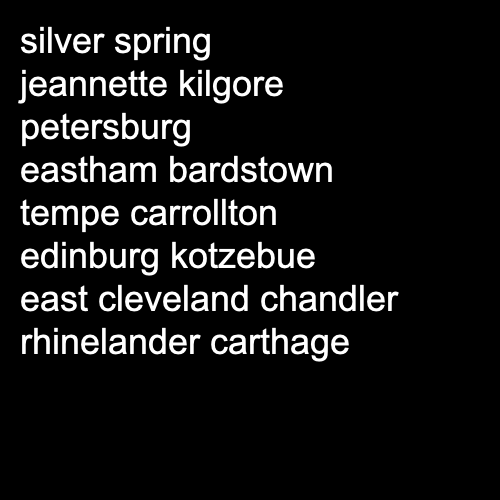 silver spring
jeannette kilgore
petersburg
eastham bardstown
tempe carrollton
edinburg kotzebue
east cleveland chandler
rhinelander carthage